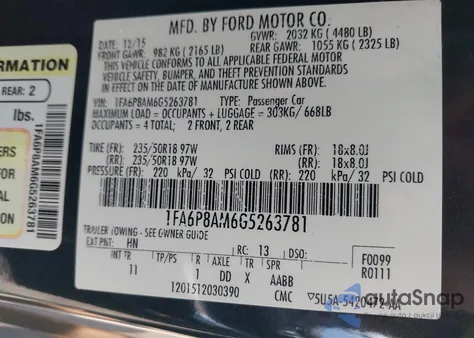 MFD. BY FORD MOTOR CO.
12/15
GVWR: 2032 KG ( 4480 LB)
FRONT GAWR: 982 KG ( 2165 LB)
REAR GAWR: 1055 KG ( 2325 LB)
THIS VEHICLE CONFORMS TO ALL APPLICABLE FEDERAL MOTOR
VEHICLE SAFETY, BUMPER, AND THEFT PREVENTION STANDARDS IN
EFFECT ON THE DATE OF MANUFACTURE SHOWN ABOVE.
VIN: 1FA6P8AM6G5263781 TYPE: Passenger Car
MAXIMUM LOAD = OCCUPANTS + LUGGAGE = 303KG/ 668LB
OCCUPANTS = 4 TOTAL; 2 FRONT, 2 REAR
TIRE (FR): 235/50R18 97W RIMS (FR): 18x8.0J
(RR): 235/50R18 97W (RR): 18x8.0J
PRESSURE (FR): 220 kPa/ 32 PSI COLD (RR): 220 kPa/ 32 PSI COLD
1FA6P8AM6G5263781
TRAILER TOWING - SEE OWNER GUIDE
EXT PNT: HN RC: 13 DSO: F0099
R0111
INT TR TP/PS R AXLE TR SPR
11 1 DD X AABB
1201512030390 CMC 5U5A-5420472-AA
ORMATION
REAR: 2
lbs.
1FA6P8AM6G5263781
ERS
autoSnap